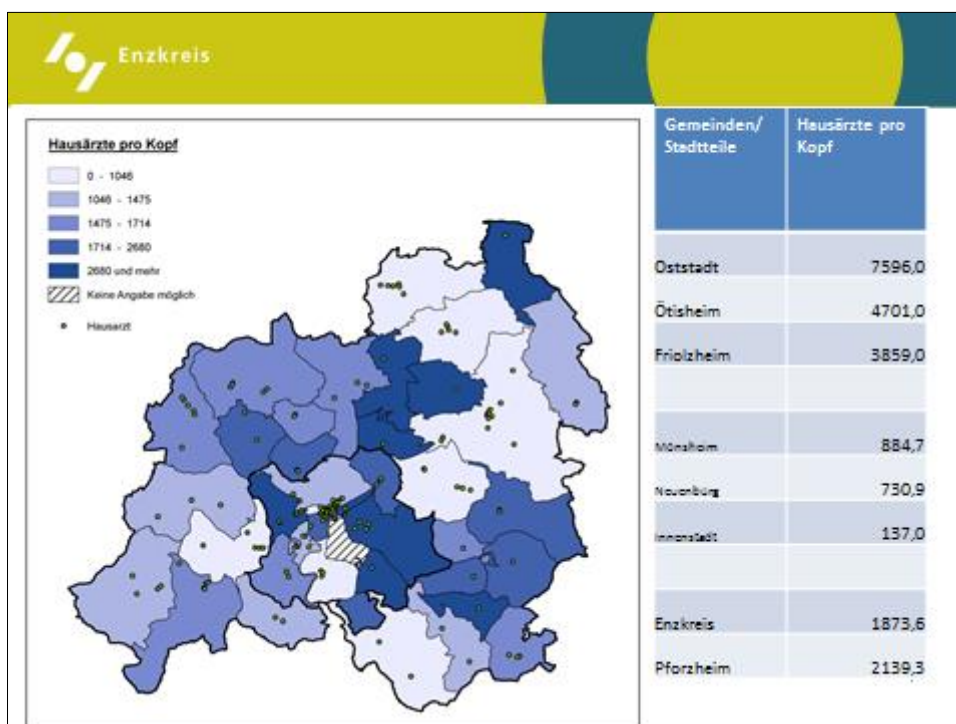 Enzkreis
Hausärzte pro Kopf
0 - 1046
1046 - 1475
1475 - 1714
1714 - 2680
2680 und mehr
Keine Angabe möglich
Hausarzt
Gemeinden/ Hausärzte pro
Stadtteile Kopf
Oststadt 7596,0
Ötisheim 4701,0
Friolzheim 3859,0
Mönsheim 884,7
Neuenbürg 730,9
Innenstadt 137,0
Enzkreis 1873,6
Pforzheim 2139,3